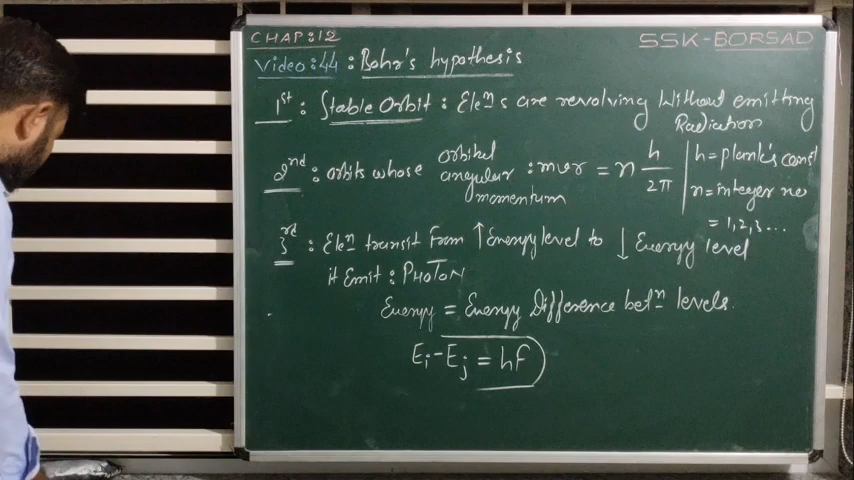 CHAP:12
SSK-BORSAD
Video:44: Bohr's hypothesis
1st: Stable Orbit: Elens are revolving Without emitting
Radiation
2nd: orbits whose orbital angular momentum : mvr = n h/2π
h = plank's const
n = integer no
= 1,2,3...
3rd: Elen transit From ↑ Energy level to ↓ Energy level
it Emit: PHOTON
Energy = Energy Difference betn levels.
Ei - Ej = hf